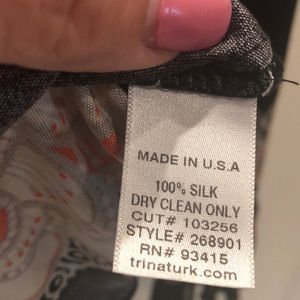 MADE IN U.S.A
100% SILK
DRY CLEAN ONLY
CUT# 103256
STYLE# 268901
RN# 93415
trinaturk.com